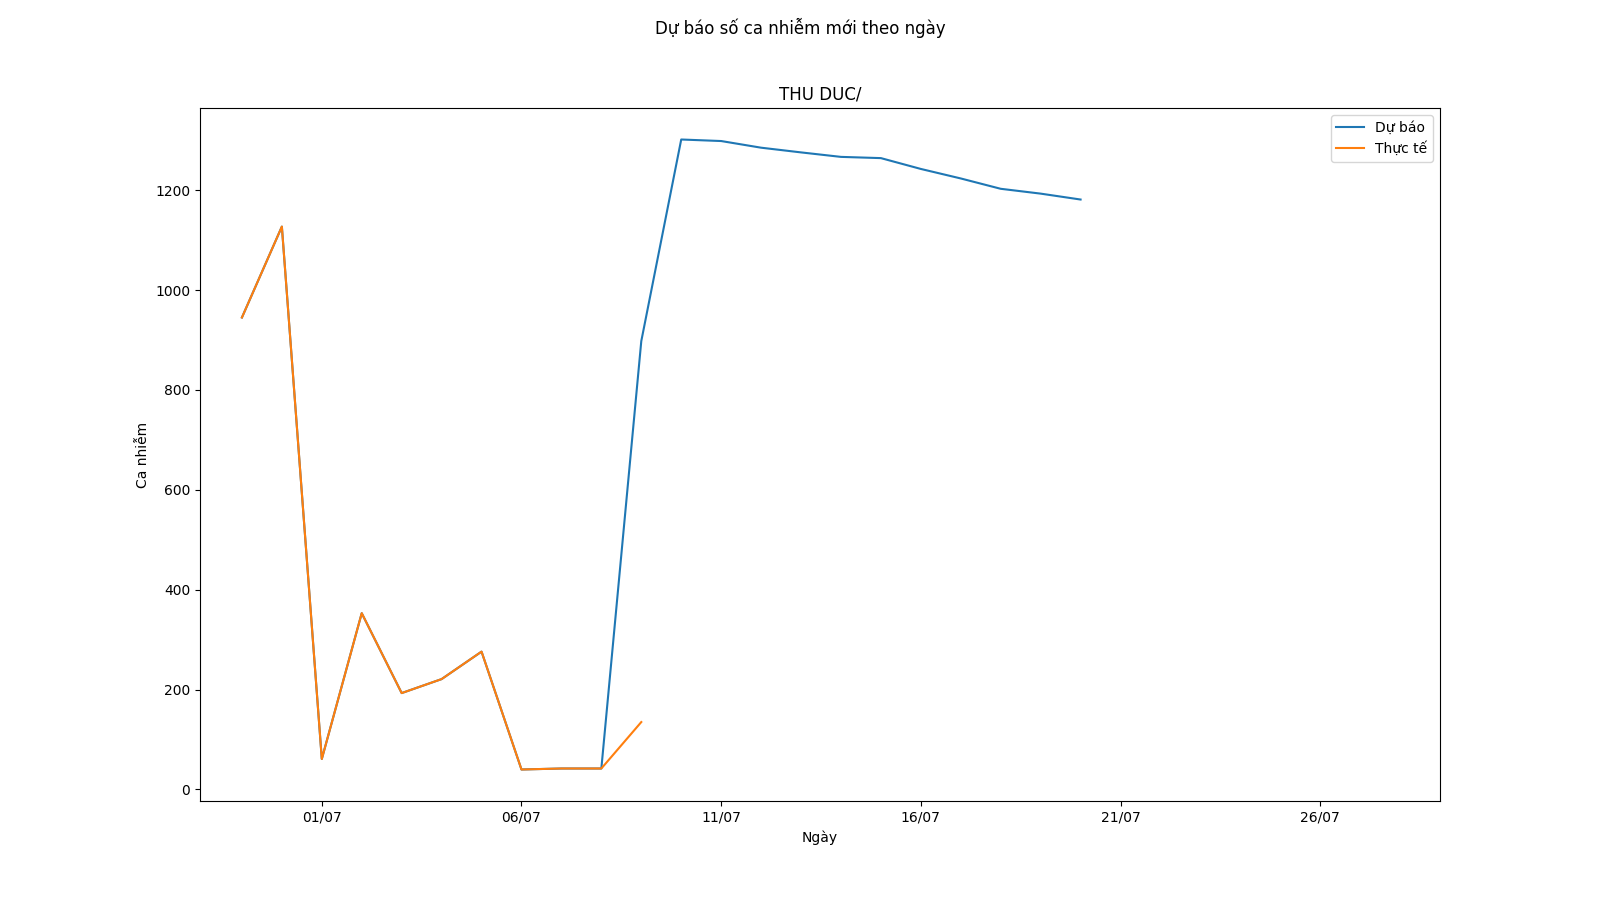 Dự báo số ca nhiễm mới theo ngày
THU DUC/
Dự báo
Thực tế
1200
1000
800
600
400
200
0
Ca nhiễm
01/07
06/07
11/07
16/07
21/07
26/07
Ngày